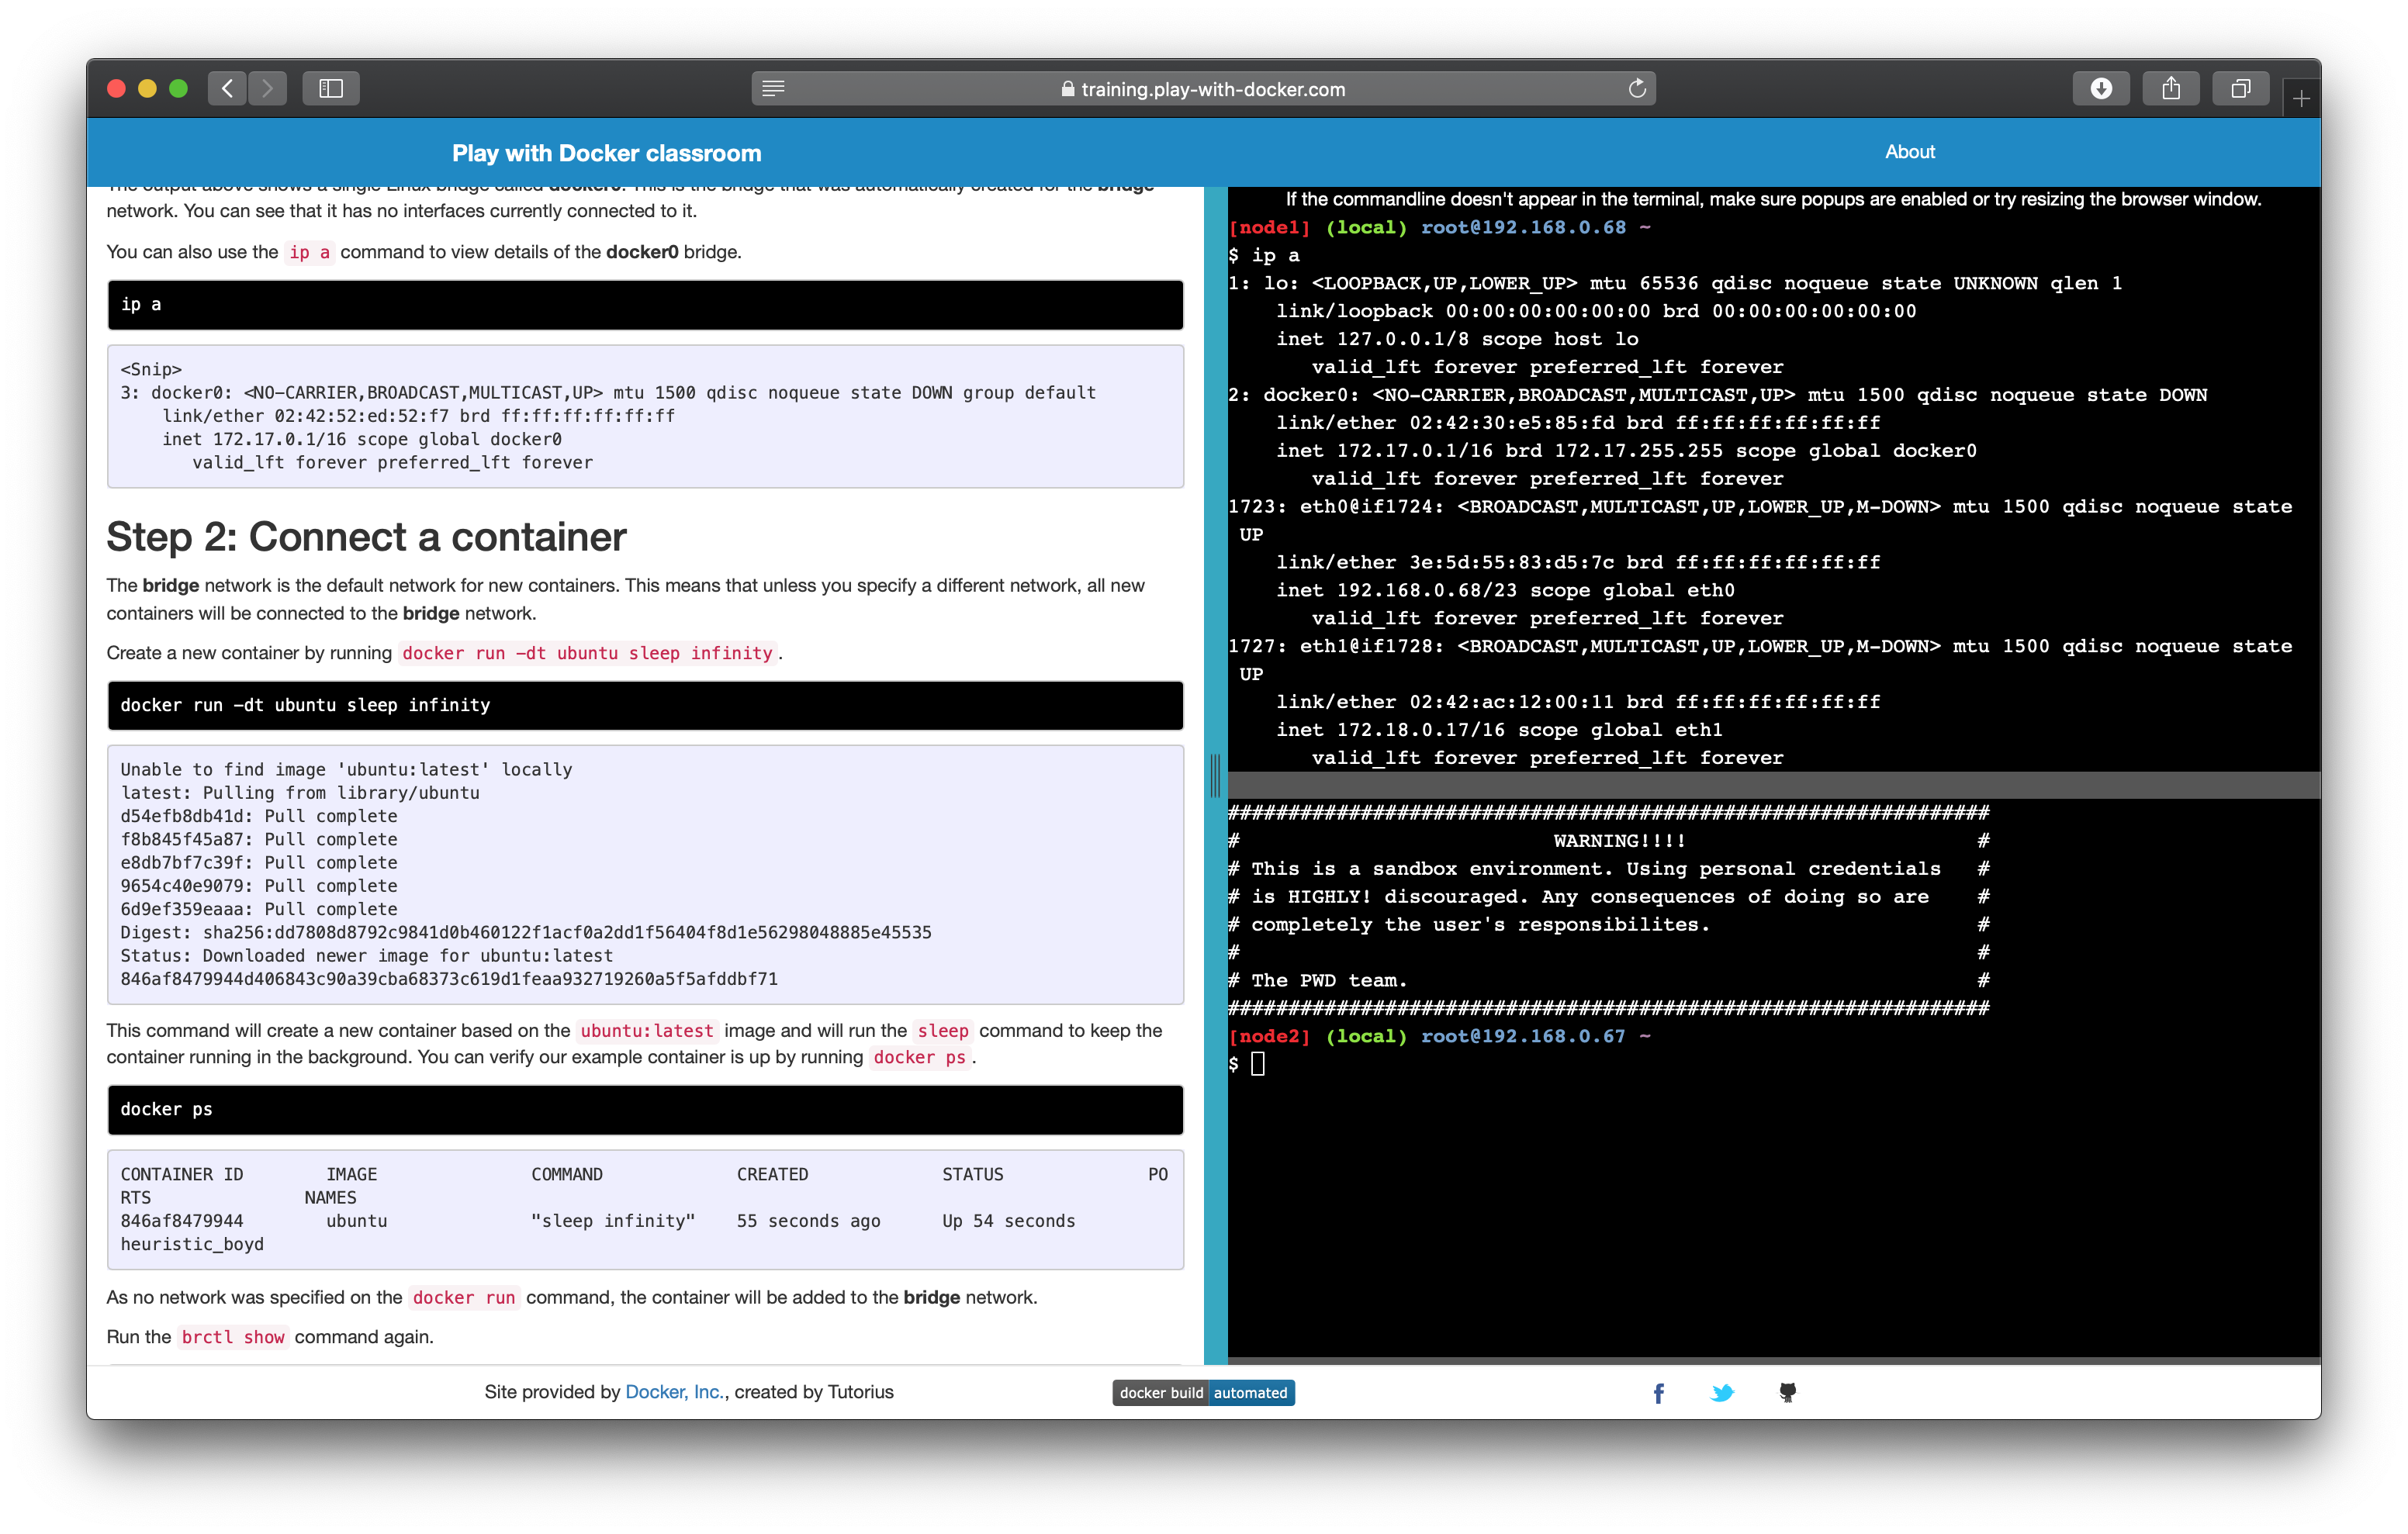 training.play-with-docker.com
Play with Docker classroom
About
The output above shows a single Linux bridge called docker0. This is the bridge that was automatically created for the bridge
network. You can see that it has no interfaces currently connected to it.
You can also use the ip a command to view details of the docker0 bridge.
ip a
<Snip>
3: docker0: <NO-CARRIER,BROADCAST,MULTICAST,UP> mtu 1500 qdisc noqueue state DOWN group default
link/ether 02:42:52:ed:52:f7 brd ff:ff:ff:ff:ff:ff
inet 172.17.0.1/16 scope global docker0
valid_lft forever preferred_lft forever
Step 2: Connect a container
The bridge network is the default network for new containers. This means that unless you specify a different network, all new
containers will be connected to the bridge network.
Create a new container by running docker run -dt ubuntu sleep infinity.
docker run -dt ubuntu sleep infinity
Unable to find image 'ubuntu:latest' locally
latest: Pulling from library/ubuntu
d54efb8db41d: Pull complete
f8b845f45a87: Pull complete
e8db7bf7c39f: Pull complete
9654c40e9079: Pull complete
6d9ef359eaaa: Pull complete
Digest: sha256:dd7808d8792c9841d0b460122f1acf0a2dd1f56404f8d1e56298048885e45535
Status: Downloaded newer image for ubuntu:latest
846af8479944d406843c90a39cba68373c619d1feaa932719260a5f5afddbf71
This command will create a new container based on the ubuntu:latest image and will run the sleep command to keep the
container running in the background. You can verify our example container is up by running docker ps.
docker ps
CONTAINER ID IMAGE COMMAND CREATED STATUS PO
RTS NAMES
846af8479944 ubuntu "sleep infinity" 55 seconds ago Up 54 seconds
heuristic_boyd
As no network was specified on the docker run command, the container will be added to the bridge network.
Run the brctl show command again.
If the commandline doesn't appear in the terminal, make sure popups are enabled or try resizing the browser window.
[node1] (local) root@192.168.0.68 ~
$ ip a
1: lo: <LOOPBACK,UP,LOWER_UP> mtu 65536 qdisc noqueue state UNKNOWN qlen 1
link/loopback 00:00:00:00:00:00 brd 00:00:00:00:00:00
inet 127.0.0.1/8 scope host lo
valid_lft forever preferred_lft forever
2: docker0: <NO-CARRIER,BROADCAST,MULTICAST,UP> mtu 1500 qdisc noqueue state DOWN
link/ether 02:42:30:e5:85:fd brd ff:ff:ff:ff:ff:ff
inet 172.17.0.1/16 brd 172.17.255.255 scope global docker0
valid_lft forever preferred_lft forever
1723: eth0@if1724: <BROADCAST,MULTICAST,UP,LOWER_UP,M-DOWN> mtu 1500 qdisc noqueue state
UP
link/ether 3e:5d:55:83:d5:7c brd ff:ff:ff:ff:ff:ff
inet 192.168.0.68/23 scope global eth0
valid_lft forever preferred_lft forever
1727: eth1@if1728: <BROADCAST,MULTICAST,UP,LOWER_UP,M-DOWN> mtu 1500 qdisc noqueue state
UP
link/ether 02:42:ac:12:00:11 brd ff:ff:ff:ff:ff:ff
inet 172.18.0.17/16 scope global eth1
valid_lft forever preferred_lft forever
###############################################################
# WARNING!!!! #
# This is a sandbox environment. Using personal credentials #
# is HIGHLY! discouraged. Any consequences of doing so are #
# completely the user's responsibilites. #
# #
# The PWD team. #
###############################################################
[node2] (local) root@192.168.0.67 ~
$
Site provided by Docker, Inc., created by Tutorius
docker build automated